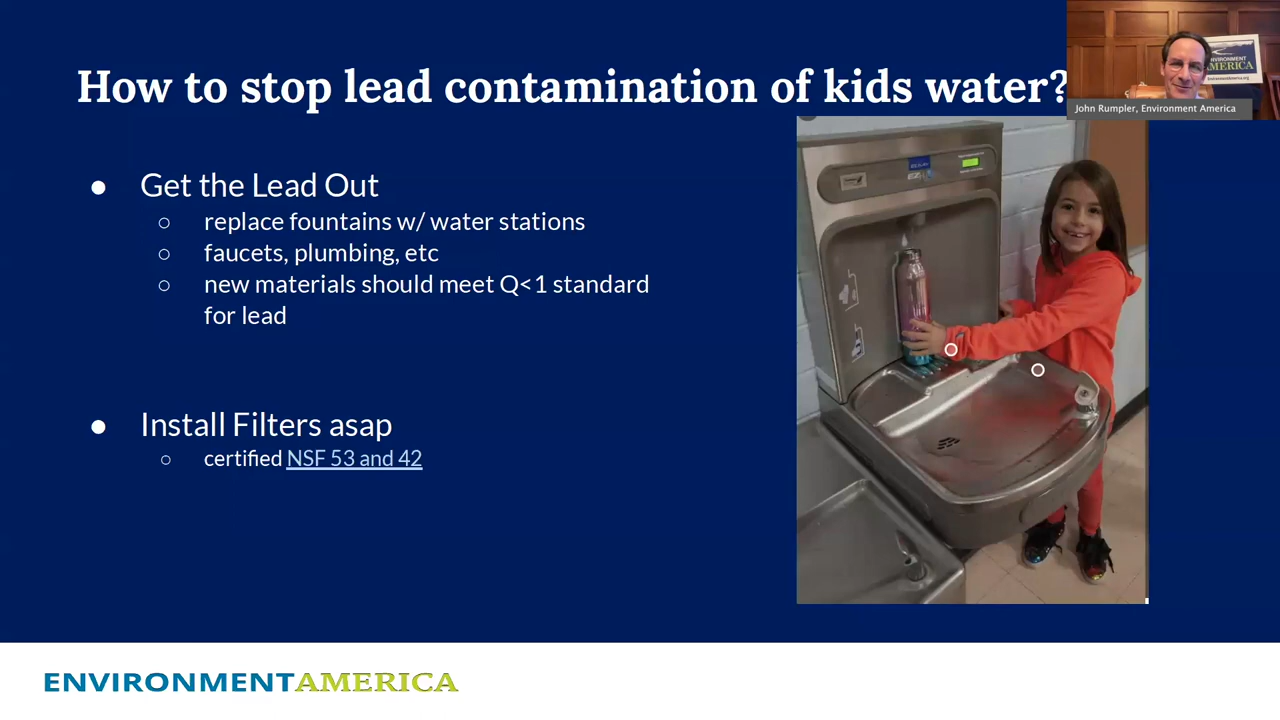 How to stop lead contamination of kids water?
ENVIRONMENT
AMERICA
John Rumpler, Environment America
● Get the Lead Out
○ replace fountains w/ water stations
○ faucets, plumbing, etc
○ new materials should meet Q<1 standard
for lead
● Install Filters asap
○ certified NSF 53 and 42
ENVIRONMENTAMERICA